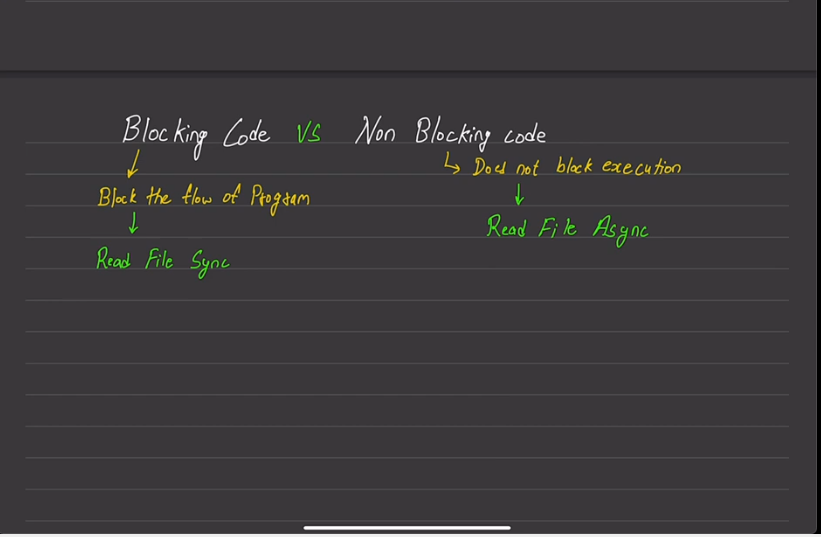 Blocking Code VS Non Blocking code
↳ Does not block execution
Block the flow of Program
Read File Async
Read File Sync